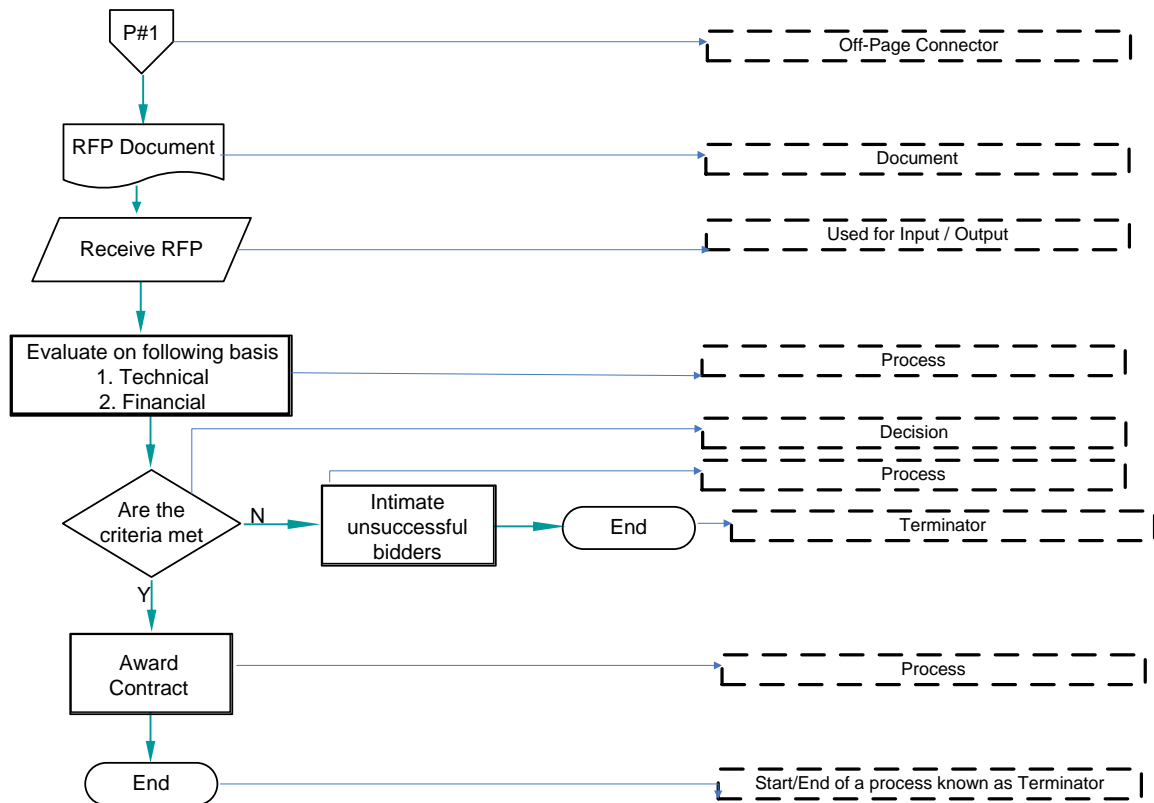 P#1
Off-Page Connector
RFP Document
Document
Receive RFP
Used for Input / Output
Evaluate on following basis
1. Technical
2. Financial
Process
Decision
Process
Are the
criteria met
N
Intimate
unsuccessful
bidders
End
Terminator
Y
Award
Contract
Process
End
Start/End of a process known as Terminator